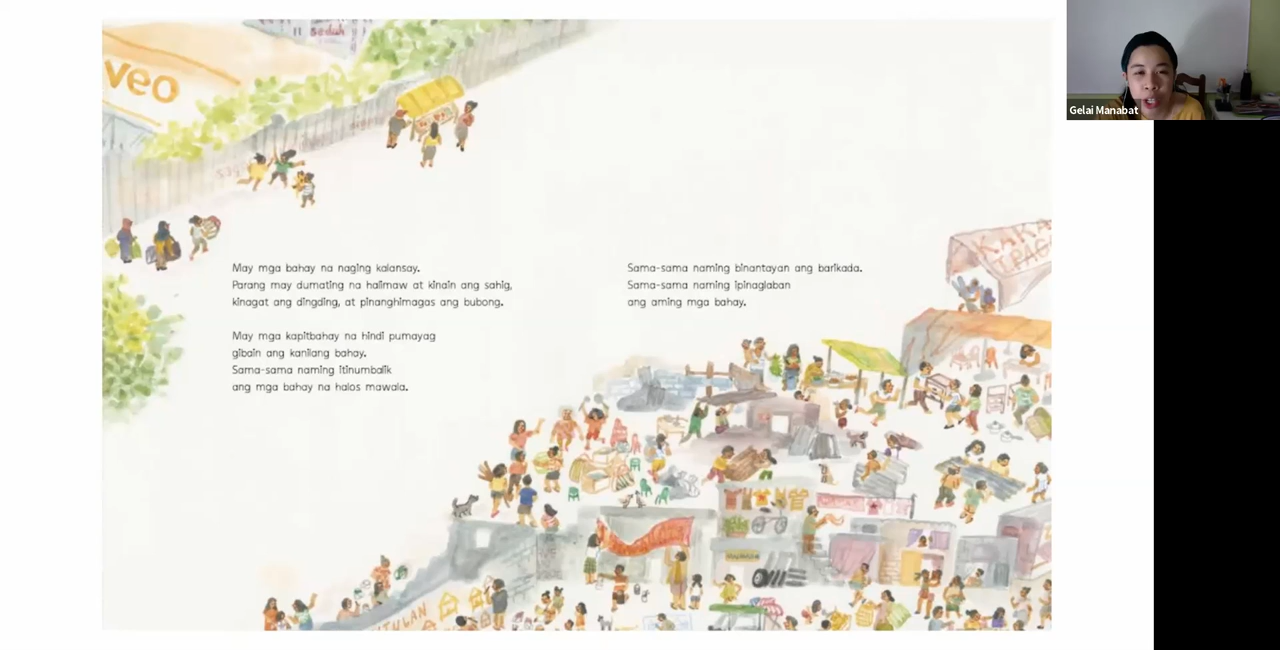 veo
Gelai Manabat
May mga bahay na naging kalansay.
Parang may dumating na halimaw at kinain ang sahig,
kinagat ang dingding, at pinanghimagas ang bubong.
May mga kapitbahay na hindi pumayag
gibain ang kanilang bahay.
Sama-sama naming itinumbalik
ang mga bahay na halos mawala.
Sama-sama naming binantayan ang barikada.
Sama-sama naming ipinaglaban
ang aming mga bahay.